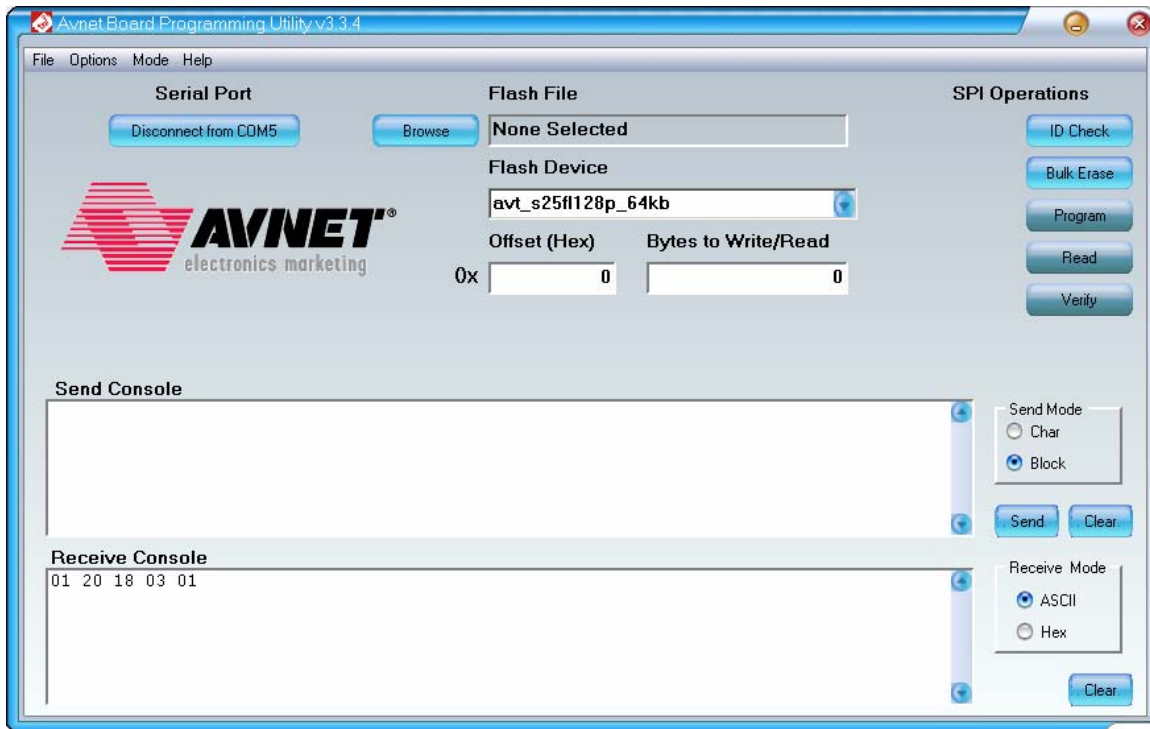 Avnet Board Programming Utility v3.3.4
File Options Mode Help
Serial Port
Disconnect from COM5
Browse
Flash File
None Selected
Flash Device
avt_s25fl128p_64kb
Offset (Hex)
Bytes to Write/Read
0x
0
0
AVNET®
electronics marketing
SPI Operations
ID Check
Bulk Erase
Program
Read
Verify
Send Console
Send Mode
Char
Block
Send
Clear
Receive Console
01 20 18 03 01
Receive Mode
ASCII
Hex
Clear